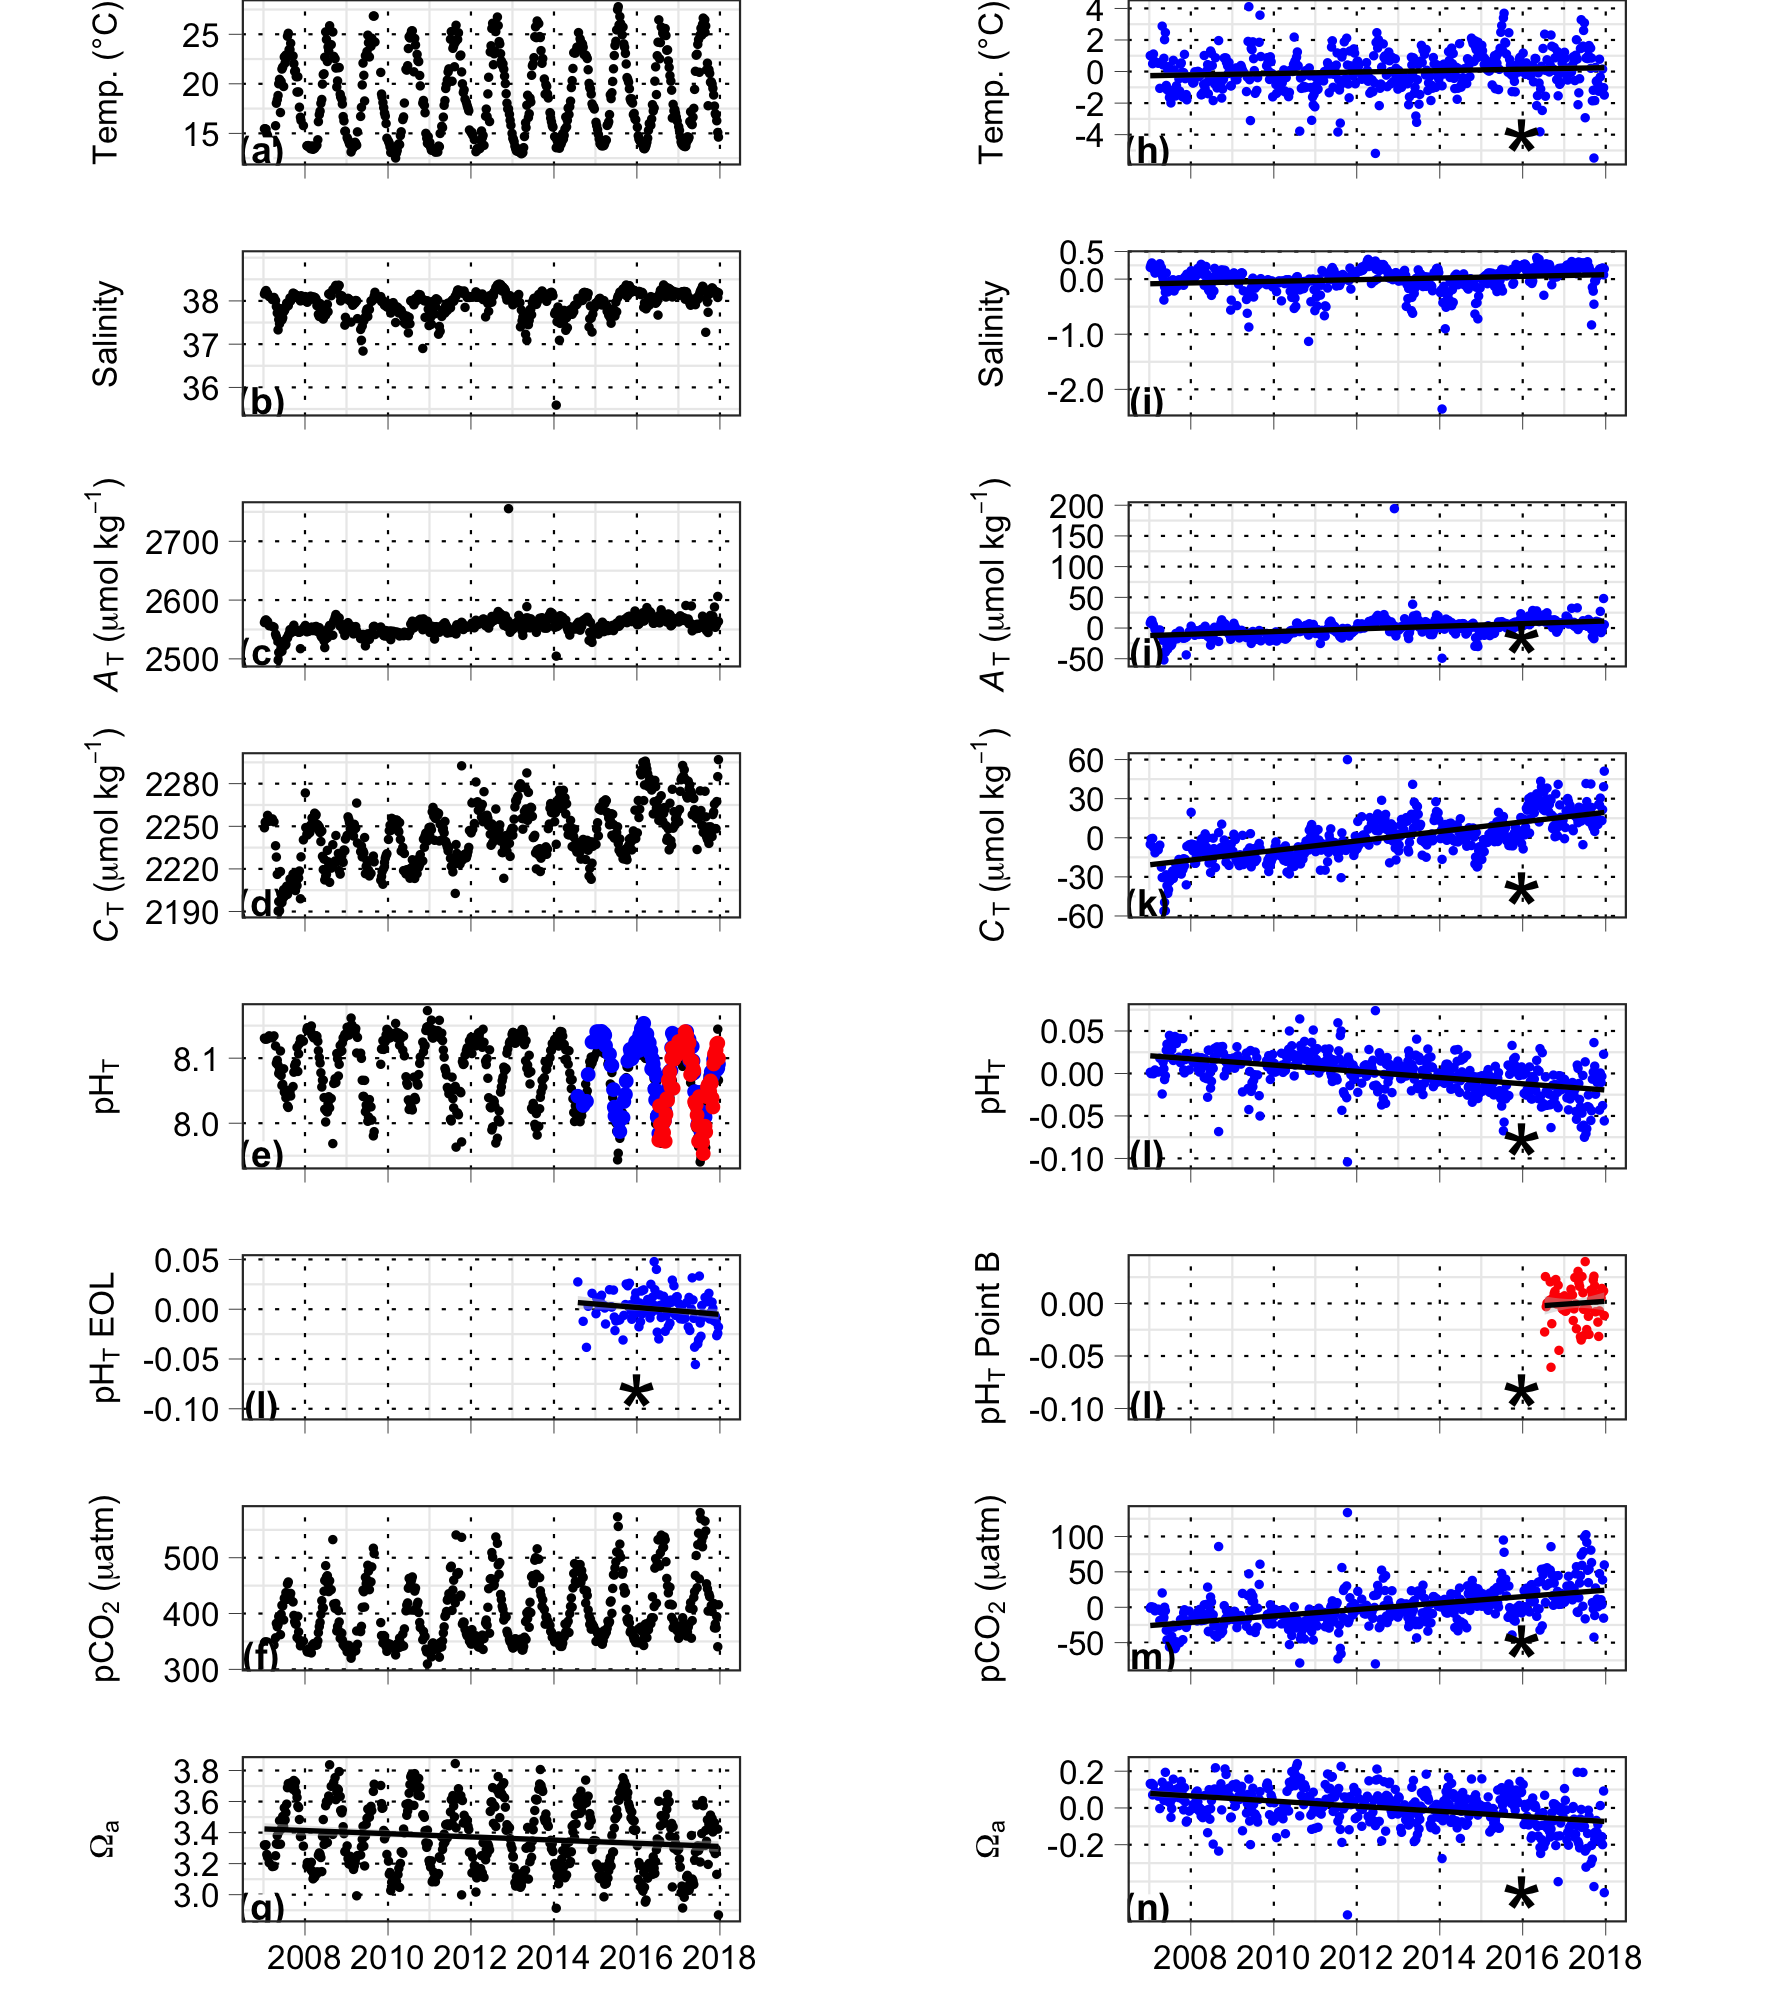 Temp. (°C)
25
20
15
(a)
Temp. (°C)
4
2
0
-2
-4
(h)
*
Salinity
38
37
36
(b)
Salinity
0.5
0.0
-1.0
-2.0
(i)
A_T (μmol kg⁻¹)
2700
2600
2500
(c
A_T (μmol kg⁻¹)
200
150
100
50
0
-50
(j)
*
C_T (μmol kg⁻¹)
2280
2250
2220
2190
(d)
C_T (μmol kg⁻¹)
60
30
0
-30
-60
(k)
*
pH_T
8.1
8.0
(e)
pH_T
0.05
0.00
-0.05
-0.10
(l)
*
pH_T EOL
0.05
0.00
-0.05
-0.10
(l)
*
pH_T Point B
0.00
-0.05
-0.10
(l)
*
pCO₂ (μatm)
500
400
300
(f)
pCO₂ (μatm)
100
50
0
-50
m)
*
Ωa
3.8
3.6
3.4
3.2
3.0
(g)
Ωa
0.2
0.0
-0.2
(n)
*
2008 2010 2012 2014 2016 2018
2008 2010 2012 2014 2016 2018